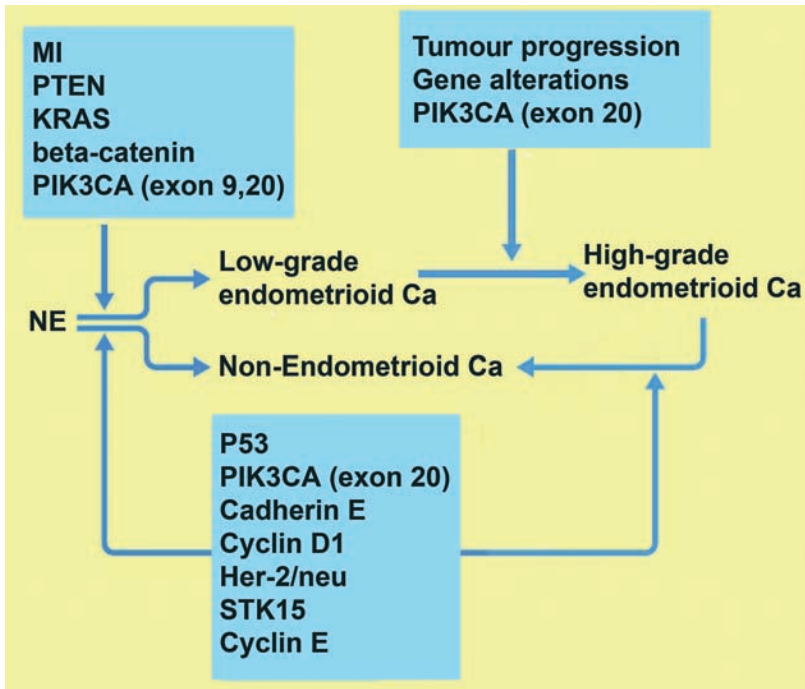 MI
PTEN
KRAS
beta-catenin
PIK3CA (exon 9,20)
Tumour progression
Gene alterations
PIK3CA (exon 20)
NE
Low-grade
endometrioid Ca
High-grade
endometrioid Ca
Non-Endometrioid Ca
P53
PIK3CA (exon 20)
Cadherin E
Cyclin D1
Her-2/neu
STK15
Cyclin E